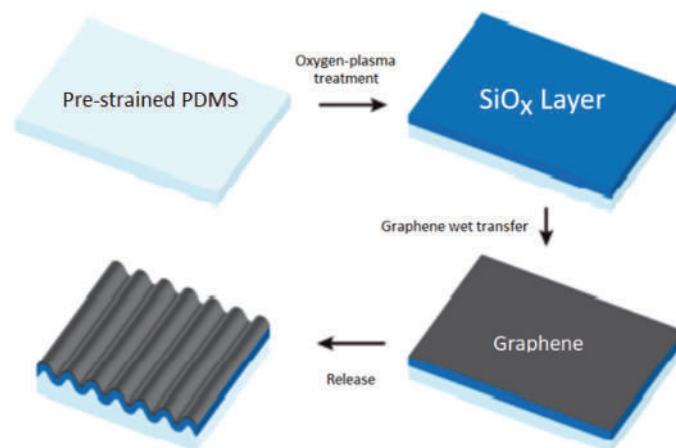 Pre-strained PDMS
Oxygen-plasma
treatment
SiOX Layer
Graphene wet transfer
Graphene
Release